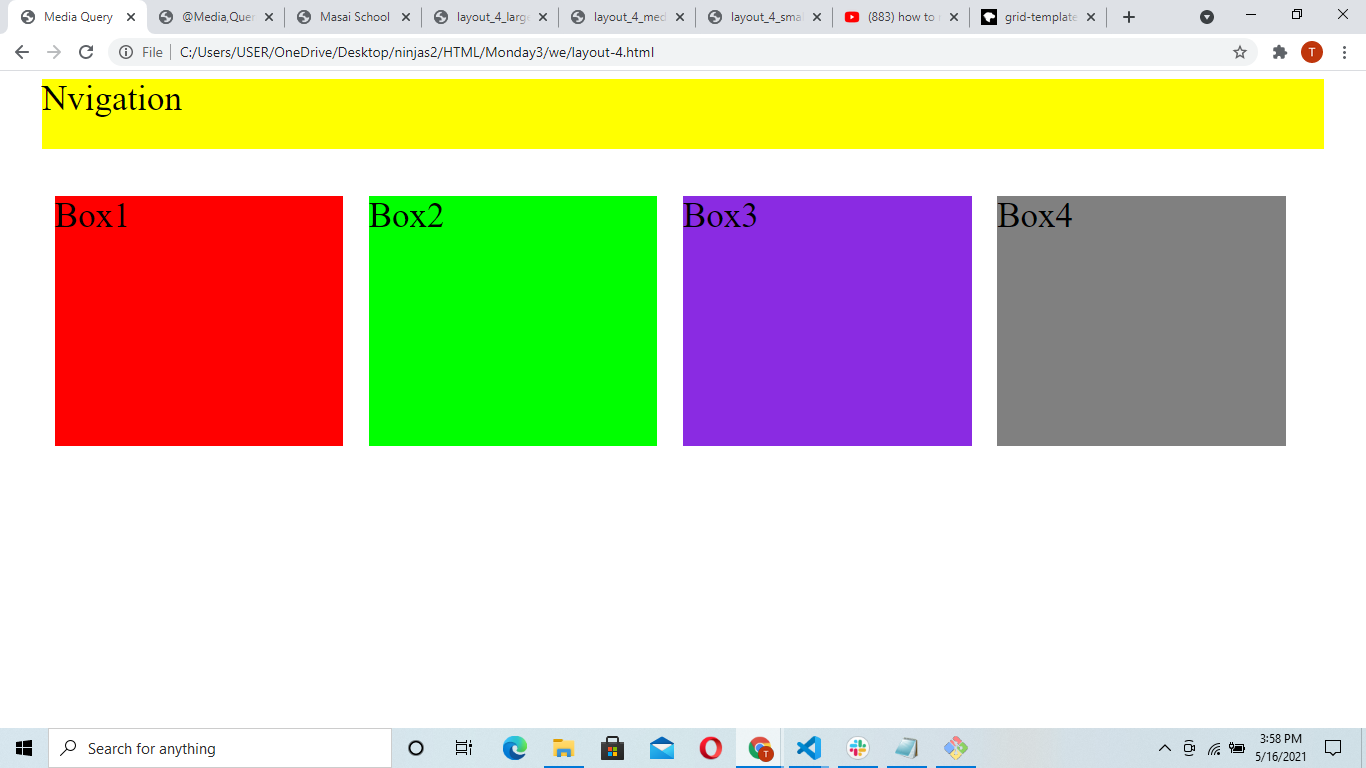 Media Query
@Media,Quer
Masai School
layout_4_larg
layout_4_med
layout_4_smal
(883) how to
grid-template
File
C:/Users/USER/OneDrive/Desktop/ninjas2/HTML/Monday3/we/layout-4.html
T
Nvigation
Box1 Box2 Box3 Box4
Search for anything
T
3:58 PM
5/16/2021